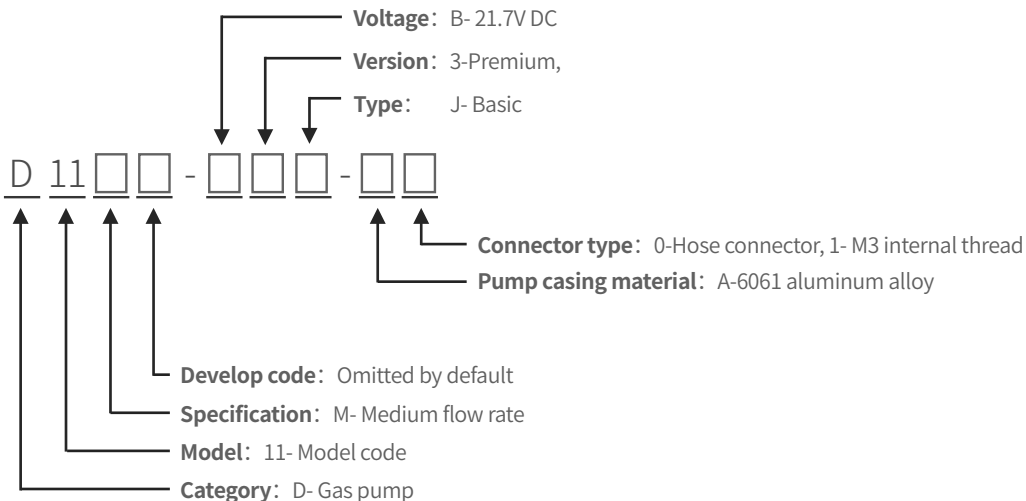 Voltage： B- 21.7V DC
Version： 3-Premium,
Type： J- Basic
D 11□□ - □□□ - □□
Connector type： 0-Hose connector, 1- M3 internal thread
Pump casing material： A-6061 aluminum alloy
Develop code： Omitted by default
Specification： M- Medium flow rate
Model： 11- Model code
Category： D- Gas pump